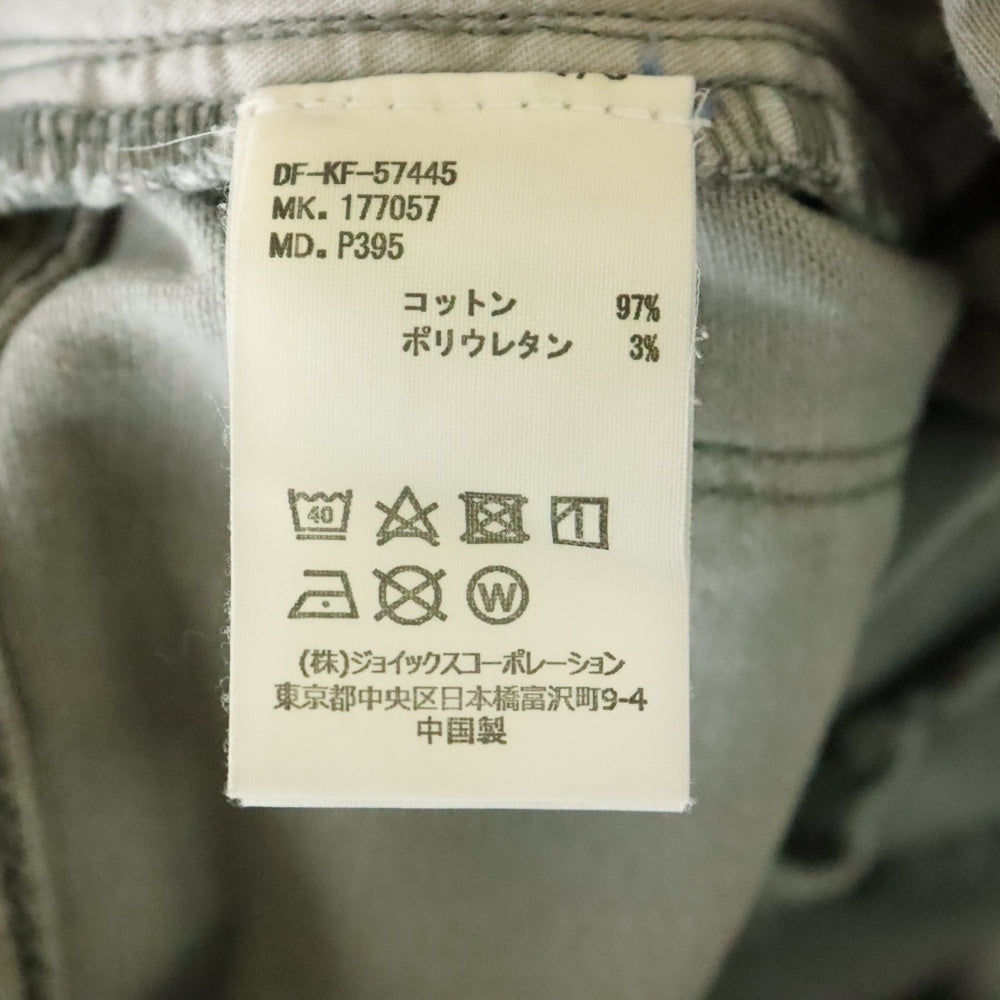 DF-KF-57445
MK. 177057
MD. P395
コットン 97%
ポリウレタン 3%
40
W
(株)ジョイックスコーポレーション
東京都中央区日本橋富沢町9-4
中国製